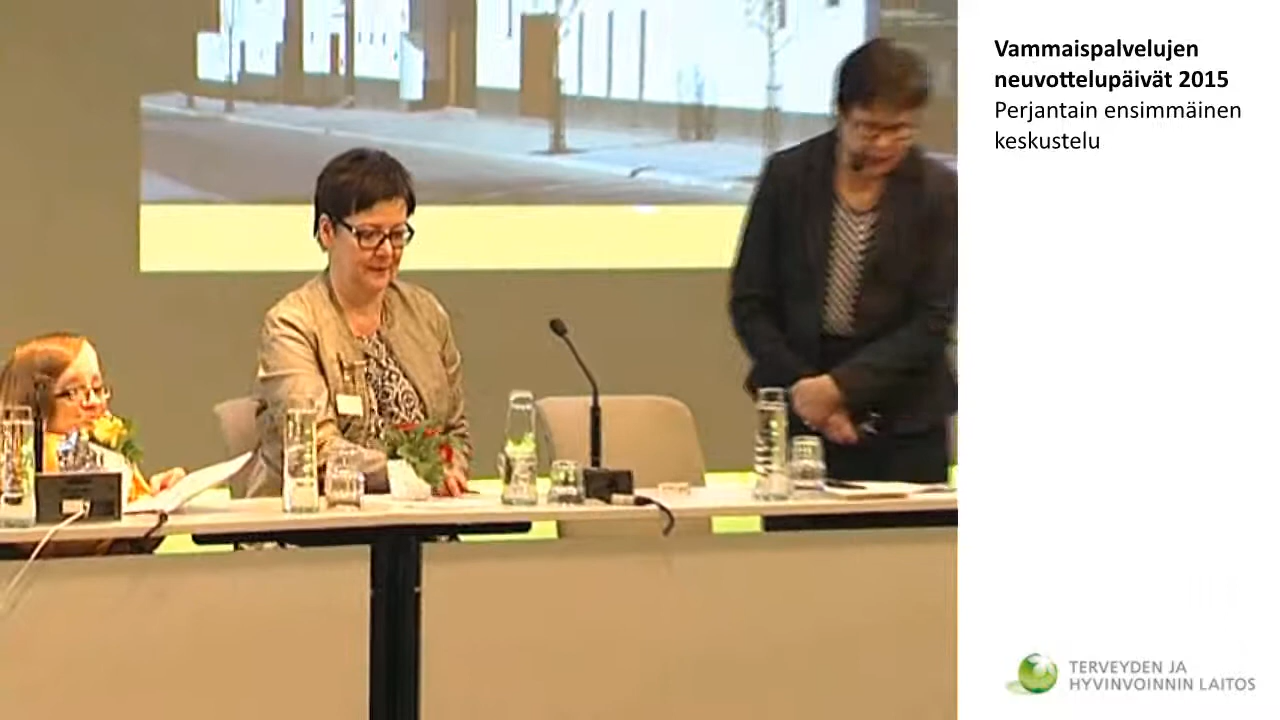 Vammaispalvelujen
neuvottelupäivät 2015
Perjantain ensimmäinen
keskustelu
TERVEYDEN JA
HYVINVOINNIN LAITOS